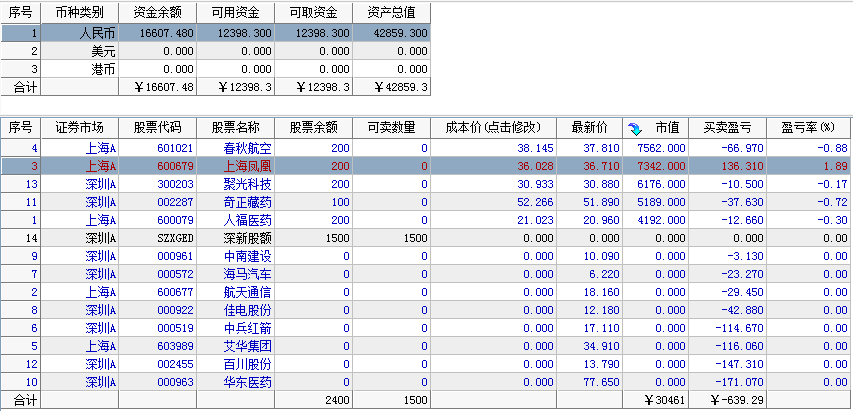 序号 币种类别 资金余额 可用资金 可取资金 资产总值
1 人民币 16607.480 12398.300 12398.300 42859.300
2 美元 0.000 0.000 0.000 0.000
3 港币 0.000 0.000 0.000 0.000
合计 ￥16607.48 ￥12398.3 ￥12398.3 ￥42859.3
序号 证券市场 股票代码 股票名称 股票余额 可卖数量 成本价(点击修改) 最新价 市值 买卖盈亏 盈亏率(%)
4 上海A 601021 春秋航空 200 0 38.145 37.810 7562.000 -66.970 -0.88
3 上海A 600679 上海凤凰 200 0 36.028 36.710 7342.000 136.310 1.89
13 深圳A 300203 聚光科技 200 0 30.933 30.880 6176.000 -10.500 -0.17
11 深圳A 002287 奇正藏药 100 0 52.266 51.890 5189.000 -37.630 -0.72
1 上海A 600079 人福医药 200 0 21.023 20.960 4192.000 -12.660 -0.30
14 深圳A SZXGED 深新股额 1500 1500 0.000 0.000 0.000 0.000 0.00
9 深圳A 000961 中南建设 0 0 0.000 10.090 0.000 -3.130 0.00
7 深圳A 000572 海马汽车 0 0 0.000 6.220 0.000 -23.270 0.00
2 上海A 600677 航天通信 0 0 0.000 18.160 0.000 -29.450 0.00
8 深圳A 000922 佳电股份 0 0 0.000 12.180 0.000 -42.880 0.00
6 深圳A 000519 中兵红箭 0 0 0.000 17.110 0.000 -114.670 0.00
5 上海A 603989 艾华集团 0 0 0.000 34.910 0.000 -116.060 0.00
12 深圳A 002455 百川股份 0 0 0.000 13.790 0.000 -147.310 0.00
10 深圳A 000963 华东医药 0 0 0.000 77.650 0.000 -171.070 0.00
合计 2400 1500 ￥30461 ￥-639.29